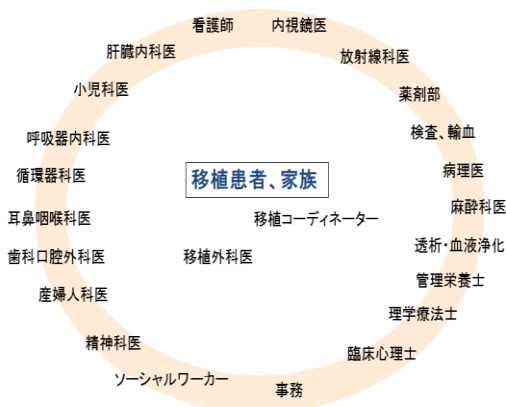 看護師
内視鏡医
肝臓内科医
放射線科医
小児科医
薬剤部
呼吸器内科医
検査、輸血
循環器科医
病理医
移植患者、家族
耳鼻咽喉科医
麻酔科医
移植コーディネーター
歯科口腔外科医
移植外科医
透析・血液浄化
産婦人科医
管理栄養士
理学療法士
精神科医
臨床心理士
ソーシャルワーカー
事務